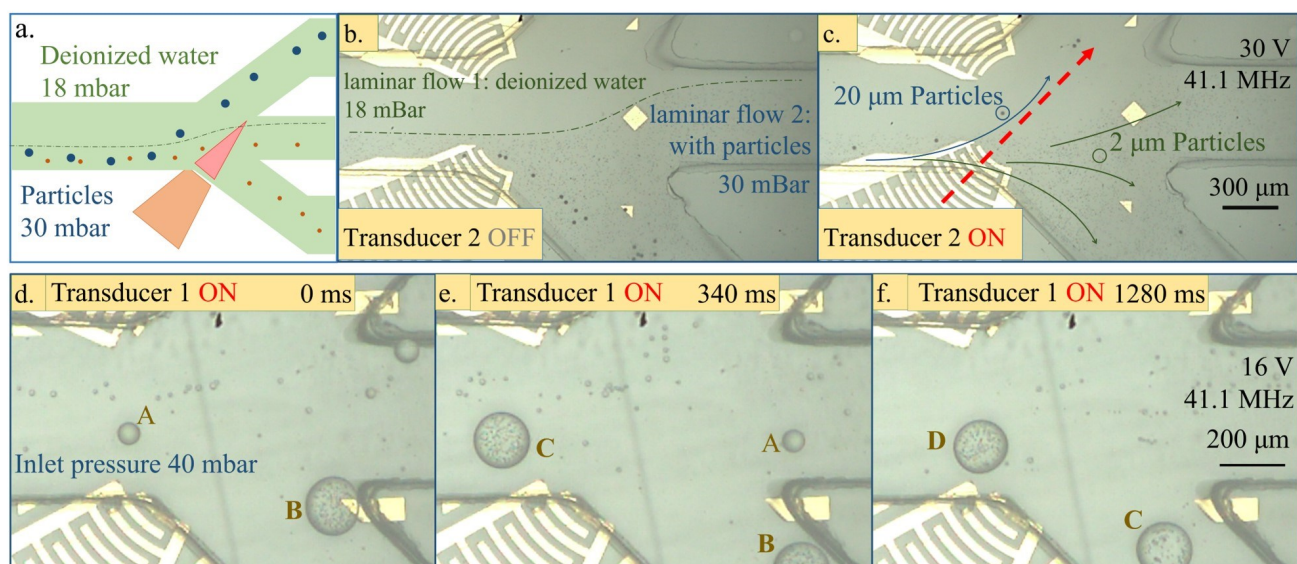 a.
Deionized water
18 mbar
Particles
30 mbar
b.
laminar flow 1: deionized water
18 mBar
laminar flow 2:
with particles
30 mBar
Transducer 2 OFF
c.
30 V
41.1 MHz
20 μm Particles
2 μm Particles
300 μm
Transducer 2 ON
d. Transducer 1 ON 0 ms
A
Inlet pressure 40 mbar
B
e. Transducer 1 ON 340 ms
C
A
B
f. Transducer 1 ON 1280 ms
16 V
41.1 MHz
200 μm
D
C